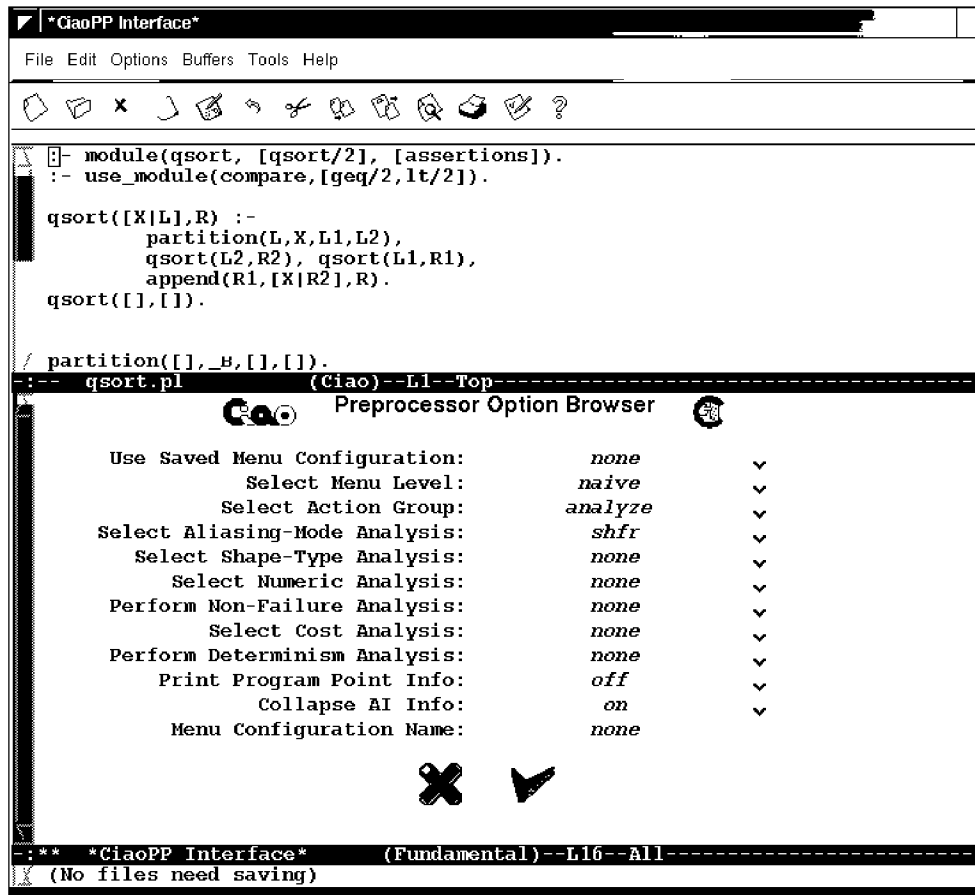 *CiaoPP Interface*
File Edit Options Buffers Tools Help
:- module(qsort, [qsort/2], [assertions]).
:- use_module(compare,[geq/2,lt/2]).
qsort([X|L],R) :-
partition(L,X,L1,L2),
qsort(L2,R2), qsort(L1,R1),
append(R1,[X|R2],R).
qsort([],[]).
partition([],_B,[],[]).
-:-- qsort.pl (Ciao)--L1--Top--------------------------------------
Ciao Preprocessor Option Browser
Use Saved Menu Configuration: none
Select Menu Level: naive
Select Action Group: analyze
Select Aliasing-Mode Analysis: shfr
Select Shape-Type Analysis: none
Select Numeric Analysis: none
Perform Non-Failure Analysis: none
Select Cost Analysis: none
Perform Determinism Analysis: none
Print Program Point Info: off
Collapse AI Info: on
Menu Configuration Name: none
-:** *CiaoPP Interface* (Fundamental)--L16--All------------------------
(No files need saving)